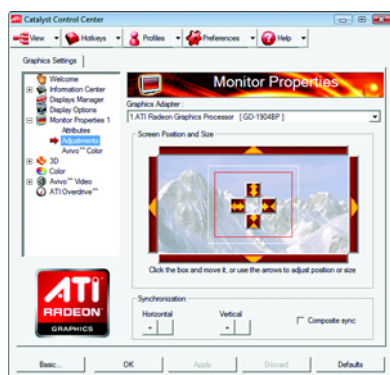 Catalyst Control Center
View Hotkeys Profiles Preferences Help
Graphics Settings
Welcome
Information Center
Displays Manager
Display Options
Monitor Properties 1
Attributes
Adjustments
Avivo™ Color
3D
Color
Avivo™ Video
ATI Overdrive™
ATI
RADEON
GRAPHICS
Monitor Properties
Graphics Adapter :
1.ATI Radeon Graphics Processor [ GD-1904BP ]
Screen Position and Size
Click the box and move it, or use the arrows to adjust position or size
Synchronization
Horizontal
+ -
Vertical
+ -
Composite sync
Basic... OK Apply Discard Defaults